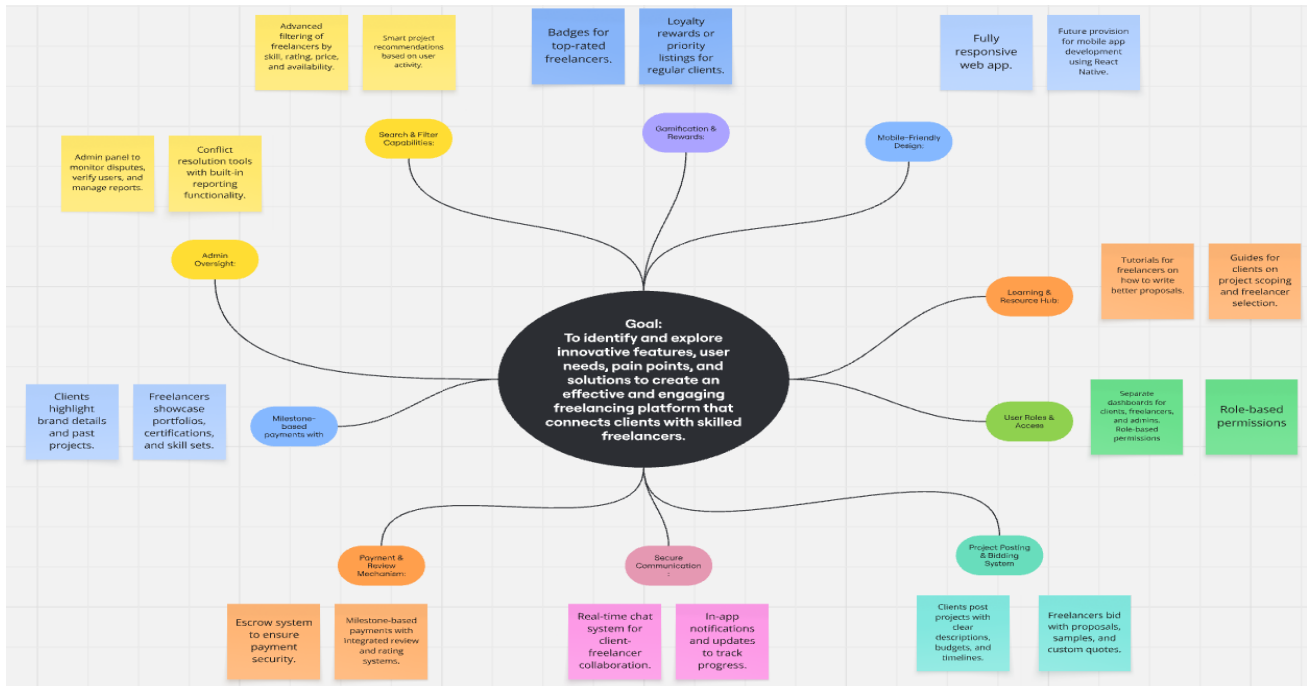 Advanced
filtering of
freelancers by
skill, rating, price,
and availability.
Smart project
recommendations
based on user
activity.
Badges for
top-rated
freelancers.
Loyalty
rewards or
priority
listings for
regular clients.
Fully
responsive
web app.
Future provision
for mobile app
development
using React
Native.
Search & Filter
Capabilities:
Gamification &
Rewards:
Mobile-Friendly
Design:
Admin panel to
monitor disputes,
verify users, and
manage reports.
Conflict
resolution tools
with built-in
reporting
functionality.
Admin
Oversight:
Learning &
Resource Hub:
Tutorials for
freelancers on
how to write
better proposals.
Guides for
clients on
project scoping
and freelancer
selection.
Goal:
To identify and explore
innovative features, user
needs, pain points, and
solutions to create an
effective and engaging
freelancing platform that
connects clients with skilled
freelancers.
Clients
highlight
brand details
and past
projects.
Freelancers
showcase
portfolios,
certifications,
and skill sets.
Milestone-
based
payments with
User Roles &
Access
Separate
dashboards for
clients, freelancers,
and admins.
Role-based
permissions
Role-based
permissions
Payment &
Review
Mechanism:
Secure
Communication
:
Project Posting
& Bidding
System
Escrow system
to ensure
payment
security.
Milestone-based
payments with
integrated review
and rating
systems.
Real-time chat
system for
client-
freelancer
collaboration.
In-app
notifications
and updates
to track
progress.
Clients post
projects with
clear
descriptions,
budgets, and
timelines.
Freelancers bid
with proposals,
samples, and
custom quotes.